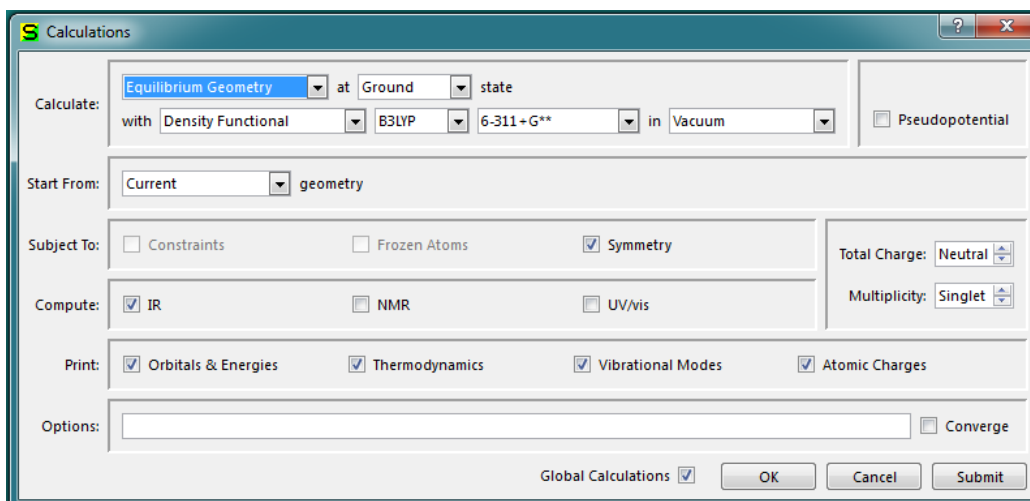 S Calculations ? X
Calculate: Equilibrium Geometry at Ground state
with Density Functional B3LYP 6-311+G** in Vacuum
Pseudopotential
Start From: Current geometry
Subject To: Constraints Frozen Atoms Symmetry
Total Charge: Neutral
Compute: IR NMR UV/vis
Multiplicity: Singlet
Print: Orbitals & Energies Thermodynamics Vibrational Modes Atomic Charges
Options: Converge
Global Calculations OK Cancel Submit